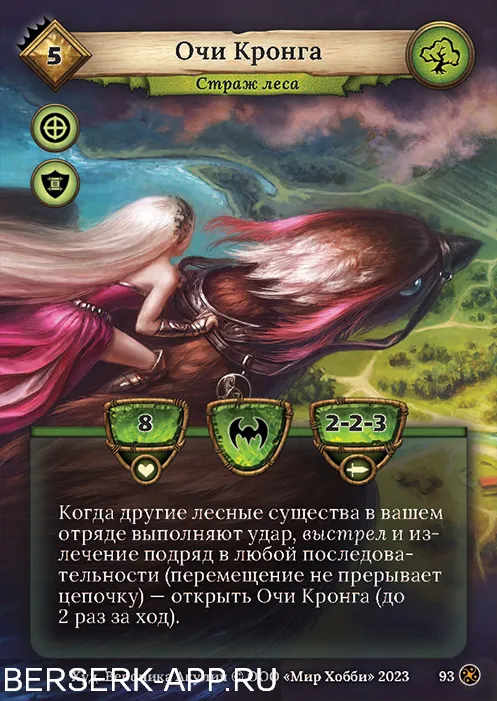 5
Очи Кронга
Страж леса
8
2-2-3
Когда другие лесные существа в вашем
отряде выполняют удар, выстрел и из-
лечение подряд в любой последова-
тельности (перемещение не прерывает
цепочку) — открыть Очи Кронга (до
2 раз за ход).
Вероника © ООО «Мир Хобби» 2023 93
BERSERK-APP.RU